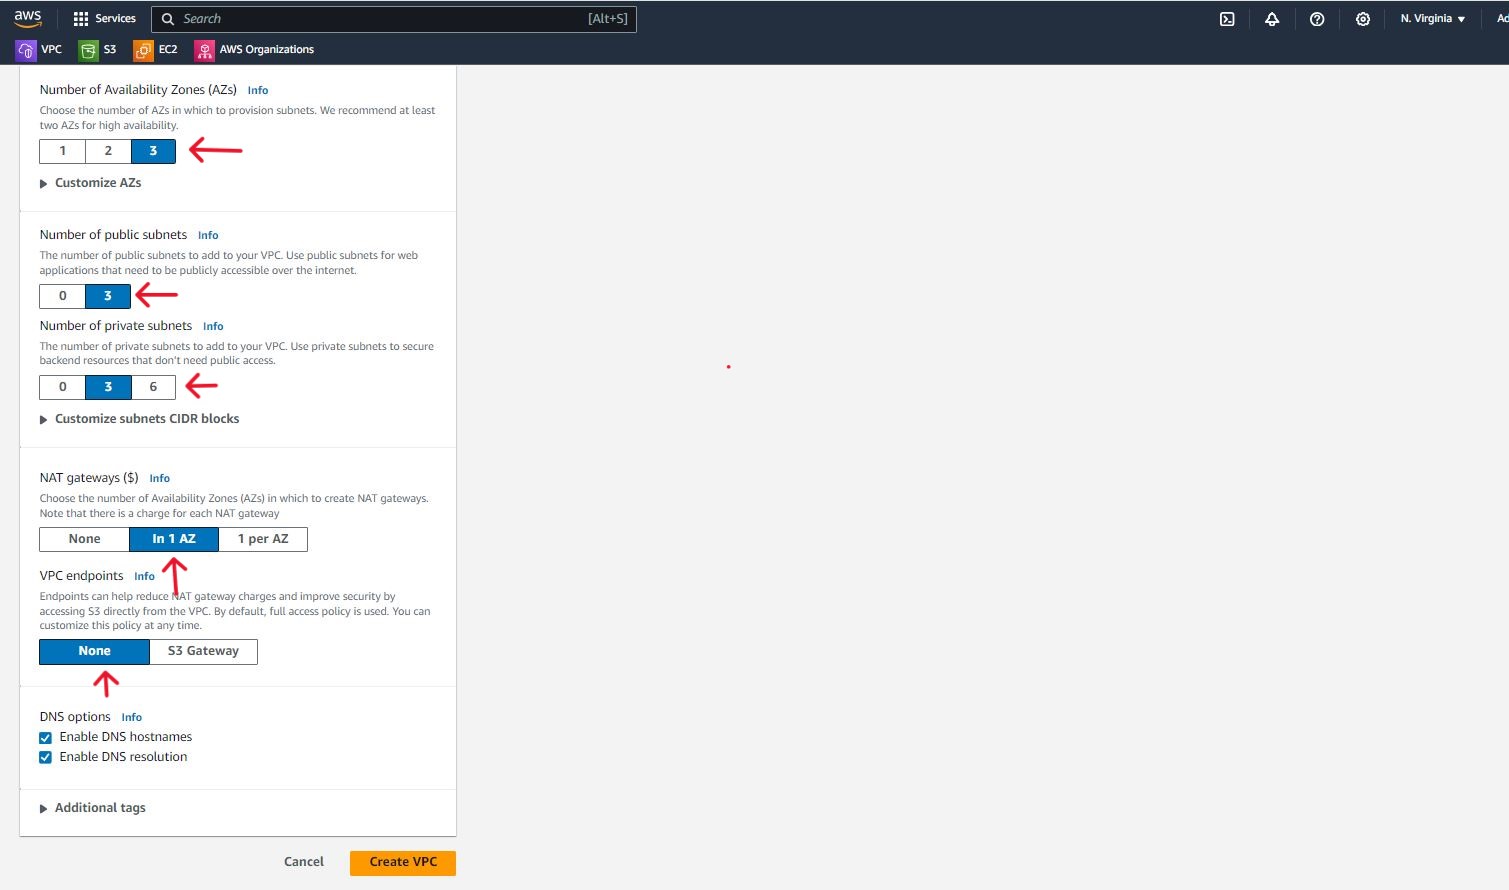 aws
Services
Search
[Alt+S]
N. Virginia
Ad
VPC
S3
EC2
AWS Organizations
Number of Availability Zones (AZs) Info
Choose the number of AZs in which to provision subnets. We recommend at least
two AZs for high availability.
1 2 3
Customize AZs
Number of public subnets Info
The number of public subnets to add to your VPC. Use public subnets for web
applications that need to be publicly accessible over the internet.
0 3
Number of private subnets Info
The number of private subnets to add to your VPC. Use private subnets to secure
backend resources that don't need public access.
0 3 6
Customize subnets CIDR blocks
NAT gateways ($) Info
Choose the number of Availability Zones (AZs) in which to create NAT gateways.
Note that there is a charge for each NAT gateway
None In 1 AZ 1 per AZ
VPC endpoints Info
Endpoints can help reduce NAT gateway charges and improve security by
accessing S3 directly from the VPC. By default, full access policy is used. You can
customize this policy at any time.
None S3 Gateway
DNS options Info
Enable DNS hostnames
Enable DNS resolution
Additional tags
Cancel Create VPC